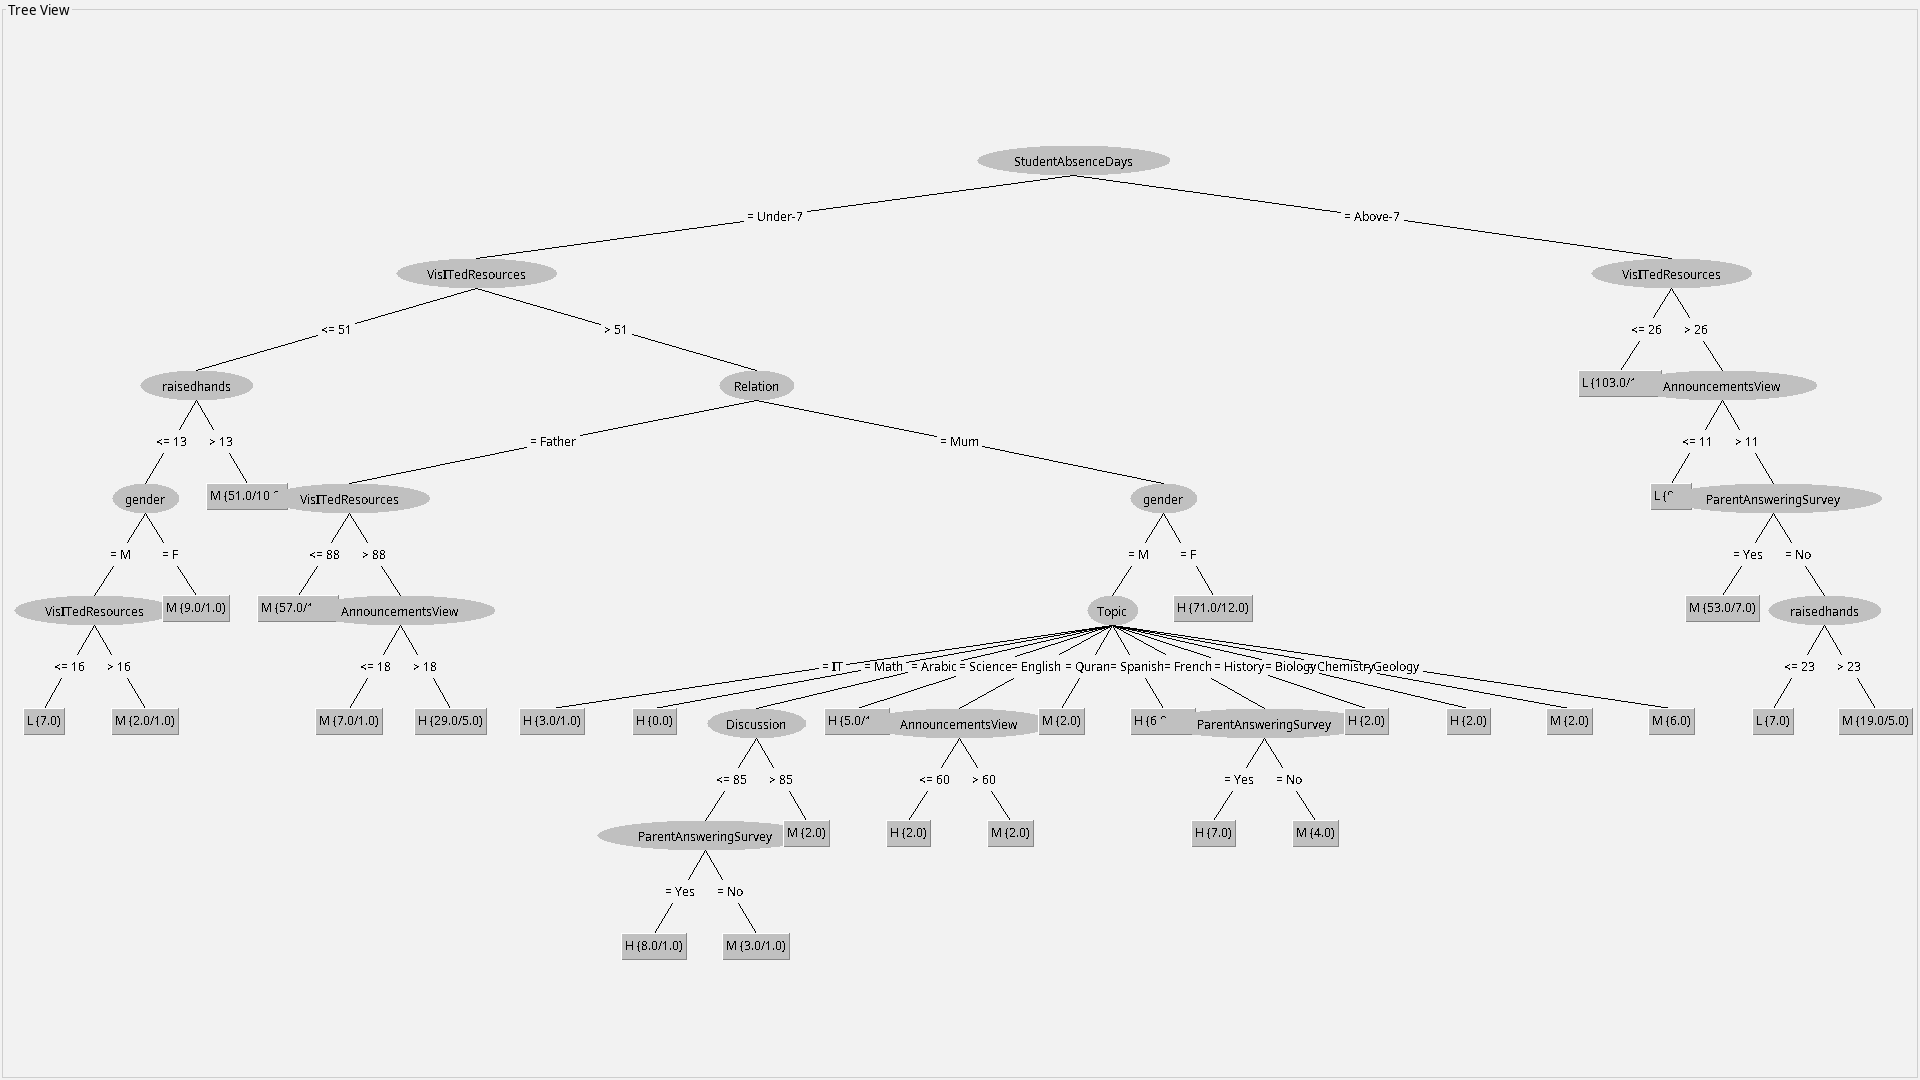 Tree View
StudentAbsenceDays
= Under-7
= Above-7
VisITedResources
VisITedResources
<= 51
> 51
<= 26
> 26
raisedhands
Relation
L (103.0/
AnnouncementsView
<= 13
> 13
= Father
= Mum
<= 11
> 11
gender
M (51.0/10
VisITedResources
gender
L (
ParentAnsweringSurvey
= M
= F
<= 88
> 88
= M
= F
= Yes
= No
VisITedResources
M (9.0/1.0)
M (57.0/
AnnouncementsView
Topic
H (71.0/12.0)
M (53.0/7.0)
raisedhands
<= 16
> 16
<= 18
> 18
= IT
= Math
= Arabic
= Science
= English
= Quran
= Spanish
= French
= History
= Biology
Chemistry
Geology
<= 23
> 23
L (7.0)
M (2.0/1.0)
M (7.0/1.0)
H (29.0/5.0)
H (3.0/1.0)
H (0.0)
Discussion
H (5.0/
AnnouncementsView
M (2.0)
H (6
ParentAnsweringSurvey
H (2.0)
H (2.0)
M (2.0)
M (6.0)
L (7.0)
M (19.0/5.0)
<= 85
> 85
<= 60
> 60
= Yes
= No
ParentAnsweringSurvey
M (2.0)
H (2.0)
M (2.0)
H (7.0)
M (4.0)
= Yes
= No
H (8.0/1.0)
M (3.0/1.0)